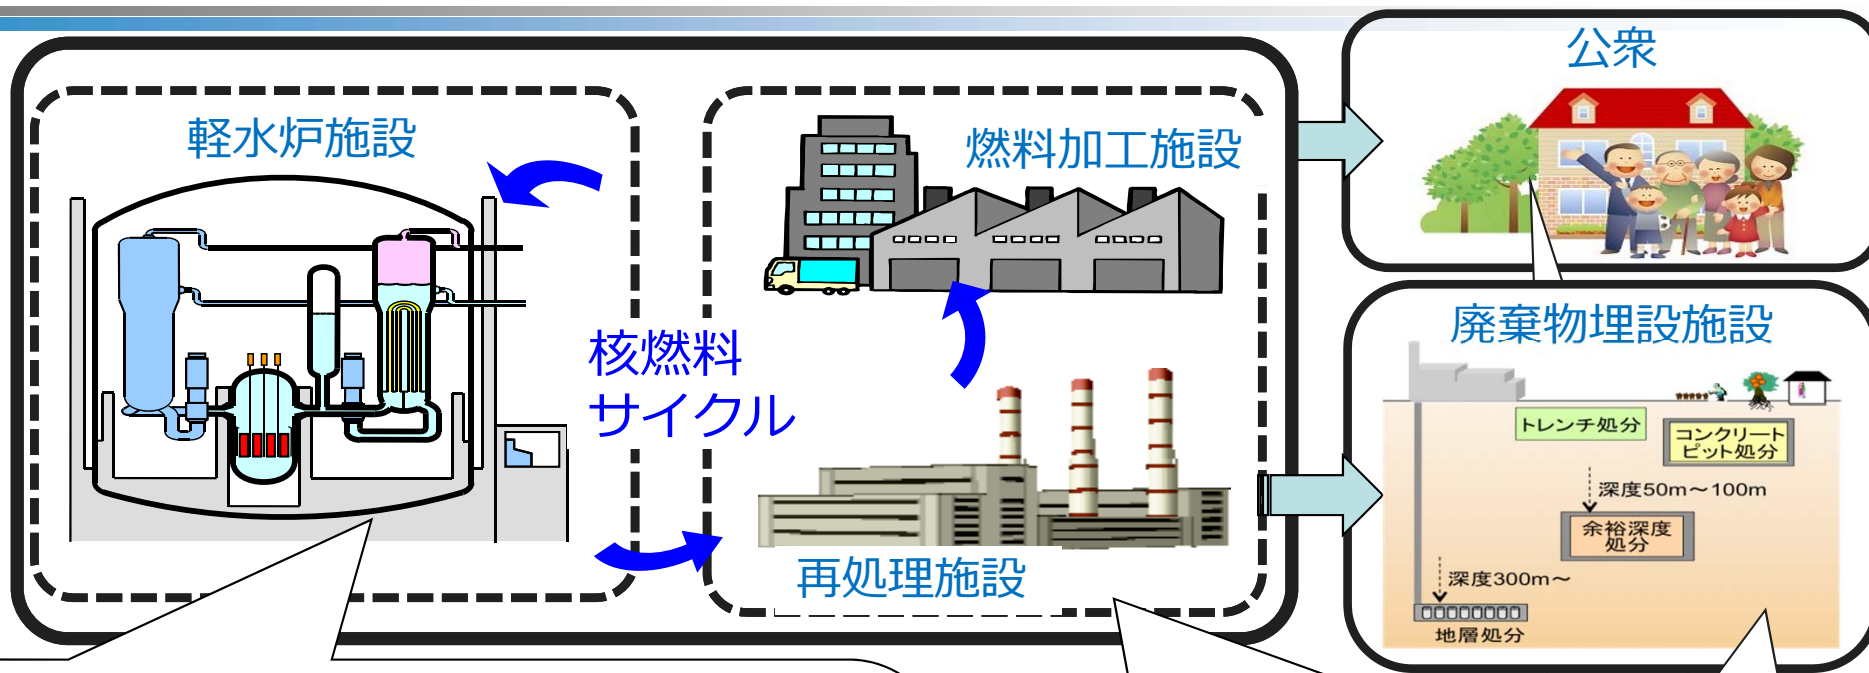 軽水炉施設
燃料加工施設
核燃料
サイクル
再処理施設
公衆
廃棄物埋設施設
トレンチ処分
コンクリート
ピット処分
深度50m～100m
余裕深度
処分
深度300m～
地層処分